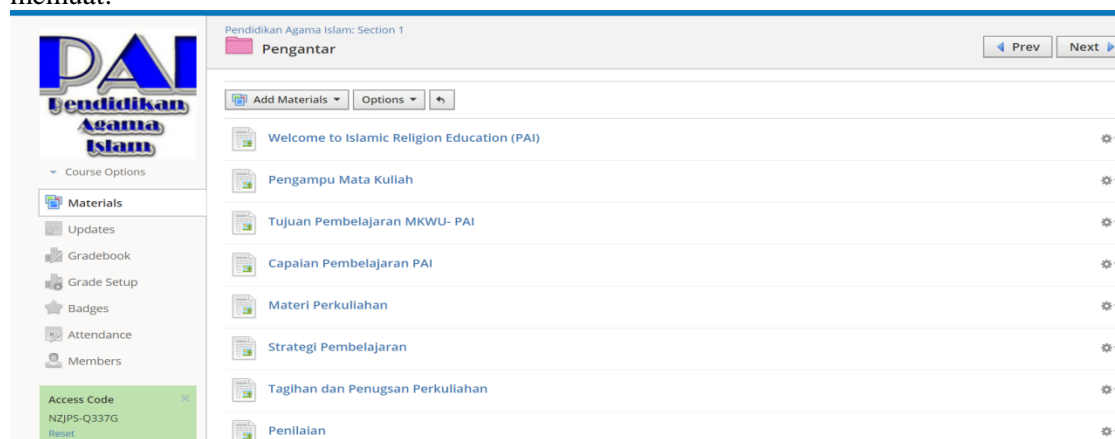 Pendidikan Agama Islam: Section 1
Pengantar
Prev
Next
PAI
Pendidikan
Agama
Islam
Course Options
Materials
Updates
Gradebook
Grade Setup
Badges
Attendance
Members
Access Code
NZJPS-Q337G
Reset
Add Materials
Options
Welcome to Islamic Religion Education (PAI)
Pengampu Mata Kuliah
Tujuan Pembelajaran MKWU- PAI
Capaian Pembelajaran PAI
Materi Perkuliahan
Strategi Pembelajaran
Tagihan dan Penugsan Perkuliahan
Penilaian